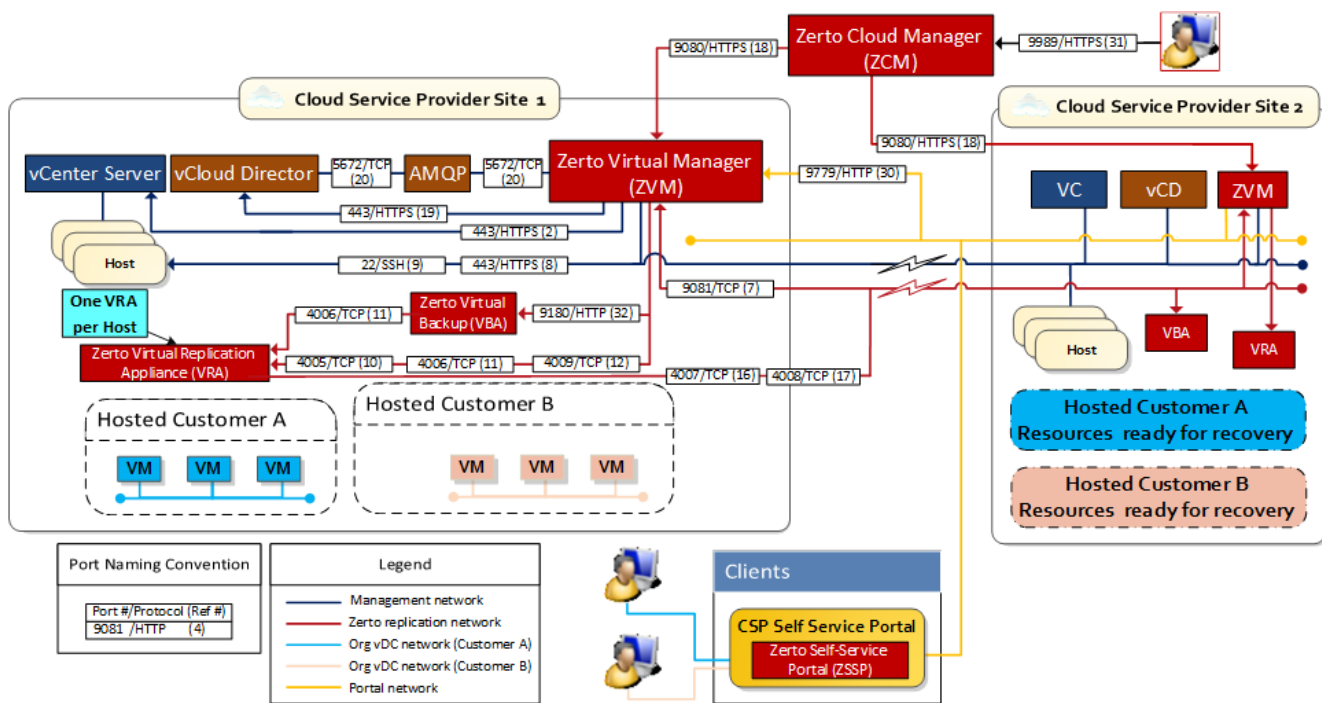 Zerto Cloud Manager
(ZCM)
9080/HTTPS (18)
9989/HTTPS (31)
Cloud Service Provider Site 1
Cloud Service Provider Site 2
9080/HTTPS (18)
vCenter Server
vCloud Director
5672/TCP
(20)
AMQP
5672/TCP
(20)
Zerto Virtual Manager
(ZVM)
9779/HTTP (30)
VC
vCD
ZVM
443/HTTPS (19)
443/HTTPS (2)
Host
22/SSH (9)
443/HTTPS (8)
9081/TCP (7)
One VRA
per Host
4006/TCP (11)
Zerto Virtual
Backup (VBA)
9180/HTTP (32)
Host
VBA
VRA
Zerto Virtual Replication
Appliance (VRA)
4005/TCP (10)
4006/TCP (11)
4009/TCP (12)
4007/TCP (16)
4008/TCP (17)
Hosted Customer A
VM
VM
VM
Hosted Customer B
VM
VM
VM
Hosted Customer A
Resources ready for recovery
Hosted Customer B
Resources ready for recovery
Port Naming Convention
Port #/Protocol (Ref #)
9081 /HTTP (4)
Legend
Management network
Zerto replication network
Org vDC network (Customer A)
Org vDC network (Customer B)
Portal network
Clients
CSP Self Service Portal
Zerto Self-Service
Portal (ZSSP)